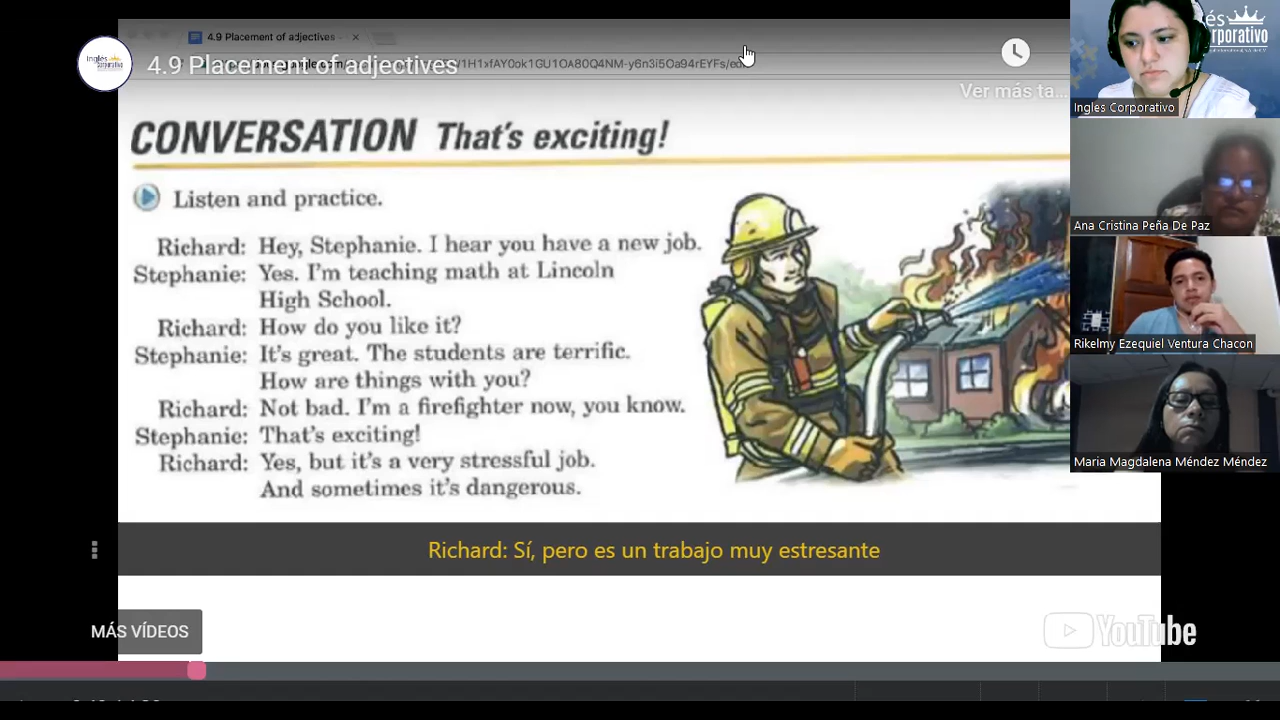 4.9 Placement of adjectives -
4.9 Placement of adjectives
Ver más ta...
CONVERSATION That's exciting!
Listen and practice.
Richard: Hey, Stephanie. I hear you have a new job.
Stephanie: Yes. I'm teaching math at Lincoln
High School.
Richard: How do you like it?
Stephanie: It's great. The students are terrific.
How are things with you?
Richard: Not bad. I'm a firefighter now, you know.
Stephanie: That's exciting!
Richard: Yes, but it's a very stressful job.
And sometimes it's dangerous.
Richard: Sí, pero es un trabajo muy estresante
MÁS VÍDEOS
YouTube
Ingles Corporativo
Ana Cristina Peña De Paz
Rikelmy Ezequiel Ventura Chacon
Maria Magdalena Méndez Méndez